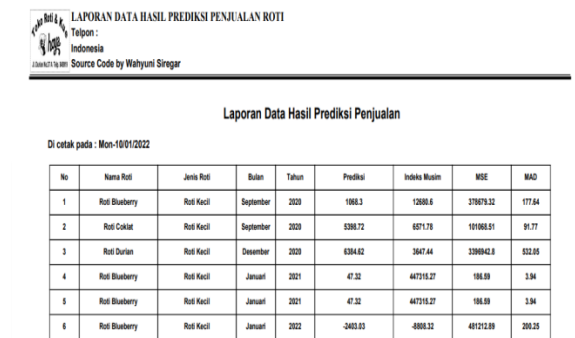 Toko Roti & Kue
LAPORAN DATA HASIL PREDIKSI PENJUALAN ROTI
Telpon :
Indonesia
Source Code by Wahyuni Siregar
Laporan Data Hasil Prediksi Penjualan
Di cetak pada : Mon-10/01/2022
No Nama Roti Jenis Roti Bulan Tahun Prediksi Indeks Musim MSE MAD
1 Roti Blueberry Roti Kecil September 2020 1068.3 12680.6 378679.32 177.64
2 Roti Coklat Roti Kecil September 2020 5398.72 6571.78 101068.51 91.77
3 Roti Durian Roti Kecil Desember 2020 6384.62 3647.44 3396942.8 532.05
4 Roti Blueberry Roti Kecil Januari 2021 47.32 447315.27 186.59 3.94
5 Roti Blueberry Roti Kecil Januari 2021 47.32 447315.27 186.59 3.94
6 Roti Blueberry Roti Kecil Januari 2022 -2403.03 -8808.32 481212.89 200.25